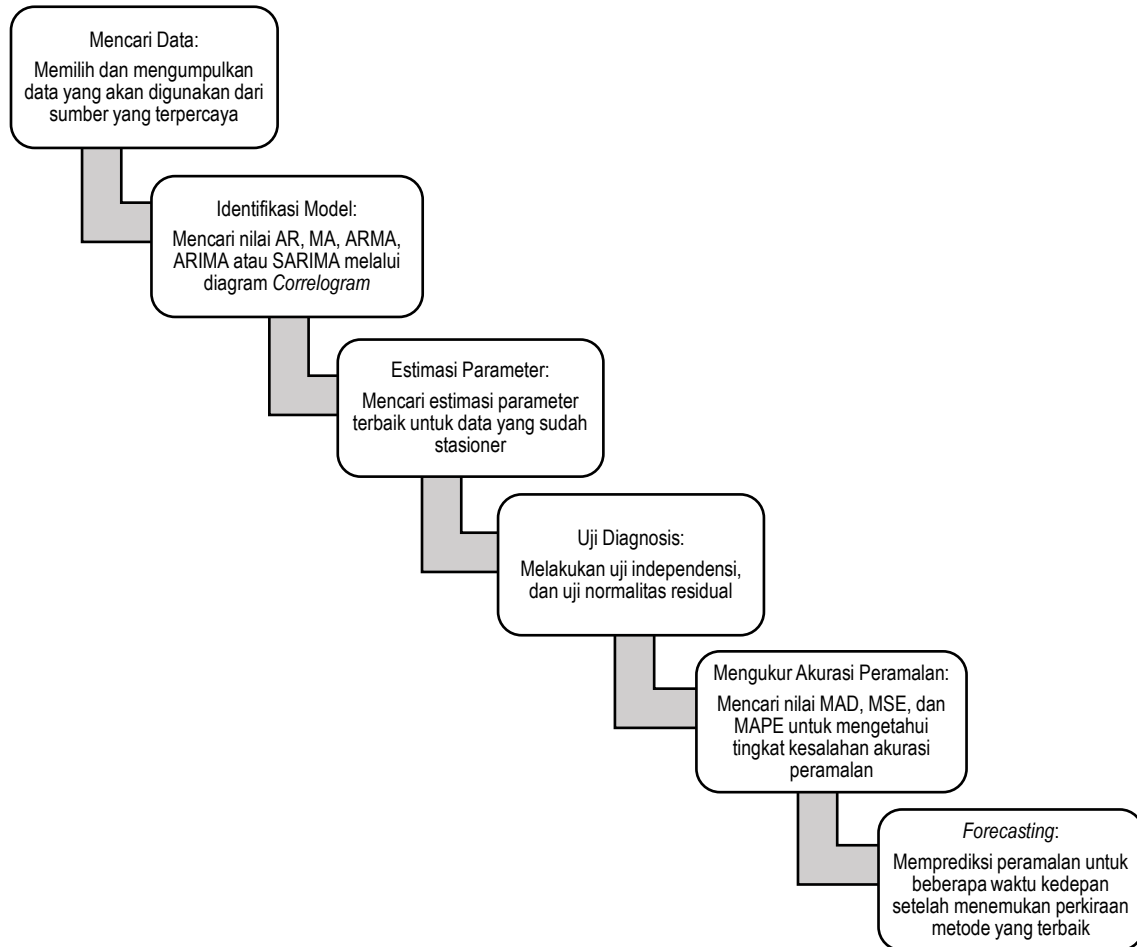 Mencari Data:
Memilih dan mengumpulkan
data yang akan digunakan dari
sumber yang terpercaya
Identifikasi Model:
Mencari nilai AR, MA, ARMA,
ARIMA atau SARIMA melalui
diagram Correlogram
Estimasi Parameter:
Mencari estimasi parameter
terbaik untuk data yang sudah
stasioner
Uji Diagnosis:
Melakukan uji independensi,
dan uji normalitas residual
Mengukur Akurasi Peramalan:
Mencari nilai MAD, MSE, dan
MAPE untuk mengetahui
tingkat kesalahan akurasi
peramalan
Forecasting:
Memprediksi peramalan untuk
beberapa waktu kedepan
setelah menemukan perkiraan
metode yang terbaik